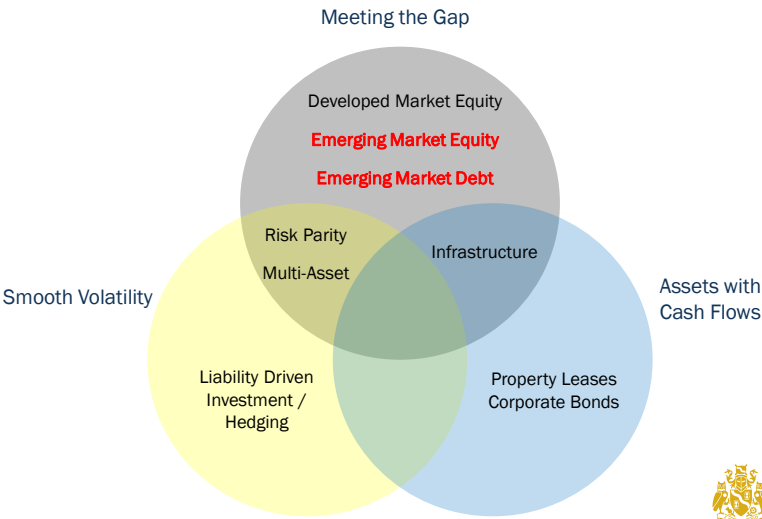 Meeting the Gap
Developed Market Equity
Emerging Market Equity
Emerging Market Debt
Risk Parity
Multi-Asset
Infrastructure
Smooth Volatility
Assets with
Cash Flows
Liability Driven
Investment /
Hedging
Property Leases
Corporate Bonds